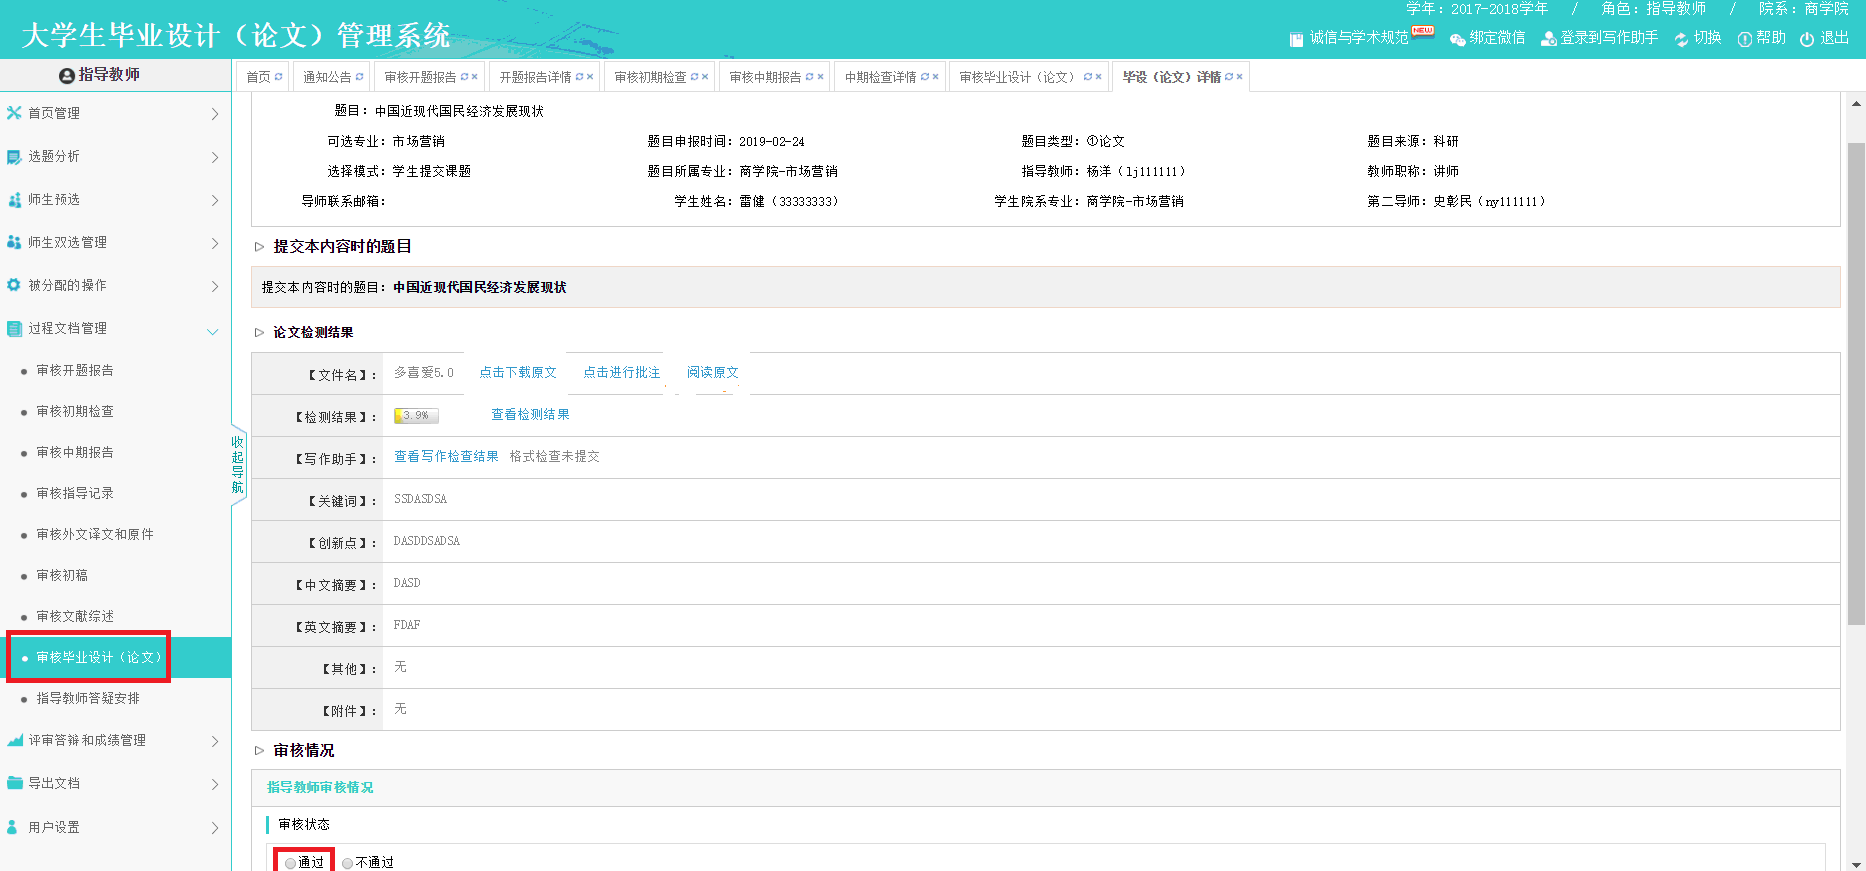 学年：2017-2018学年 / 角色：指导教师 / 院系：商学院
大学生毕业设计（论文）管理系统
诚信与学术规范 NEW 绑定微信 登录到写作助手 切换 帮助 退出
指导教师
首页 通知公告 审核开题报告 开题报告详情 审核初期检查 审核中期报告 中期检查详情 审核毕业设计（论文） 毕设（论文）详情
首页管理
选题分析
师生预选
师生双选管理
被分配的操作
过程文档管理
审核开题报告
审核初期检查
审核中期报告
审核指导记录
审核外文译文和原件
审核初稿
审核文献综述
审核毕业设计（论文）
指导教师答疑安排
评审答辩和成绩管理
导出文档
用户设置
收起导航
题目：中国近现代国民经济发展现状
可选专业：市场营销 题目申报时间：2019-02-24 题目类型：①论文 题目来源：科研
选择模式：学生提交课题 题目所属专业：商学院-市场营销 指导教师：杨洋（lj111111） 教师职称：讲师
导师联系邮箱： 学生姓名：雷健（33333333） 学生院系专业：商学院-市场营销 第二导师：史彰民（ny111111）
提交本内容时的题目
提交本内容时的题目：中国近现代国民经济发展现状
论文检测结果
【文件名】： 多喜爱5.0 点击下载原文 点击进行批注 阅读原文
【检测结果】： 3.9% 查看检测结果
【写作助手】： 查看写作检查结果 格式检查未提交
【关键词】： SSDASDSA
【创新点】： DASDDSADSA
【中文摘要】： DASD
【英文摘要】： FDAF
【其他】： 无
【附件】： 无
审核情况
指导教师审核情况
审核状态
通过 不通过